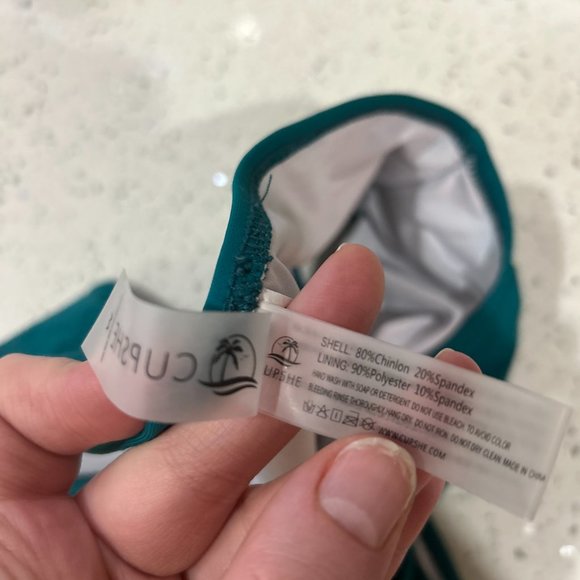 CUPSHE
UPSHE
SHELL: 80%Chinlon 20%Spandex
LINING: 90%Polyester 10%Spandex
HAND WASH WITH SOAP OR DETERGENT. DO NOT USE BLEACH. TO AVOID COLOR
BLEEDING RINSE THOROUGHLY. HANG OFF. DO NOT IRON. DO NOT DRY CLEAN. MADE IN CHINA
WWW.CUPSHE.COM